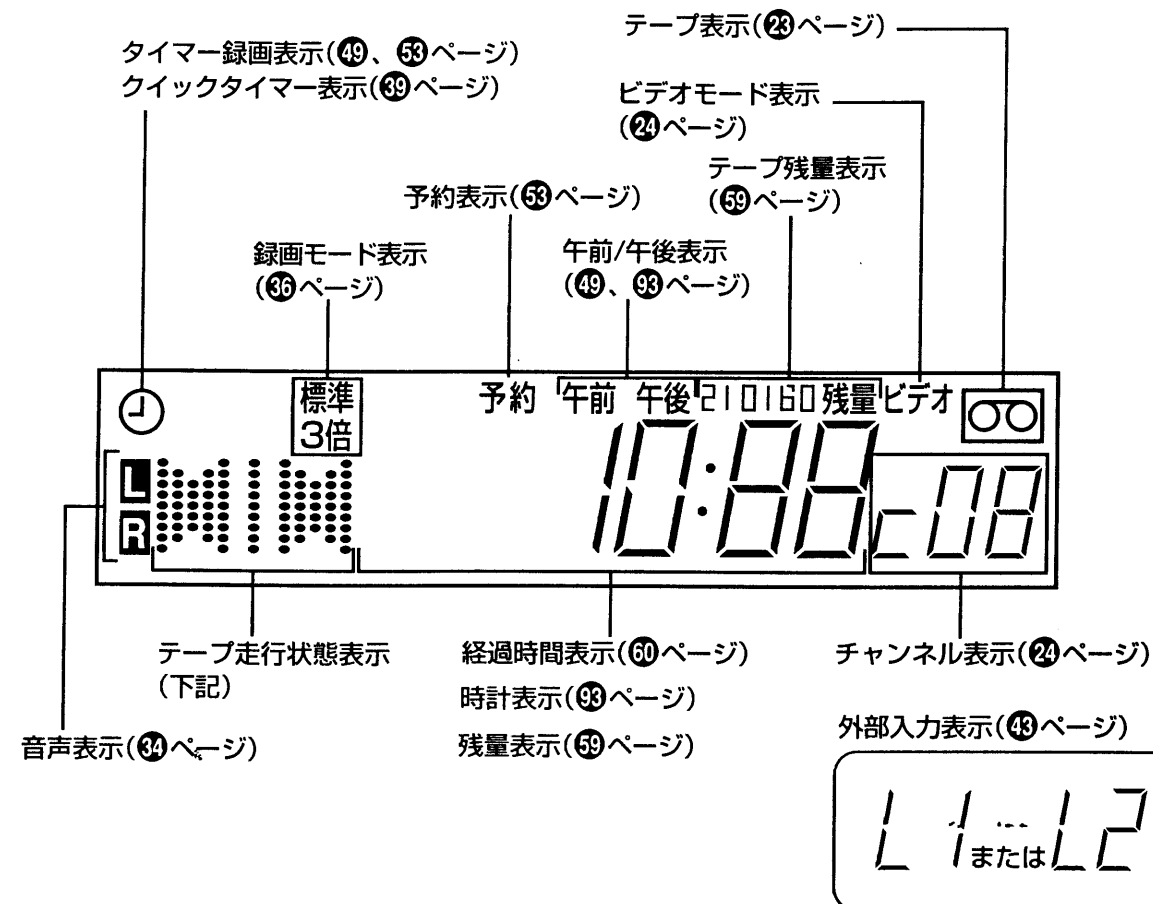 テープ表示(23ページ)
タイマー録画表示(49、53ページ)
クイックタイマー表示(39ページ)
ビデオモード表示
(24ページ)
テープ残量表示
(59ページ)
予約表示(53ページ)
録画モード表示
(36ページ)
午前/午後表示
(49、93ページ)
標準
3倍
予約 午前 午後 210160 残量 ビデオ
L
R
10:88
c08
テープ走行状態表示
(下記)
経過時間表示(60ページ)
時計表示(93ページ)
残量表示(59ページ)
チャンネル表示(24ページ)
音声表示(34ページ)
外部入力表示(43ページ)
L1またはL2